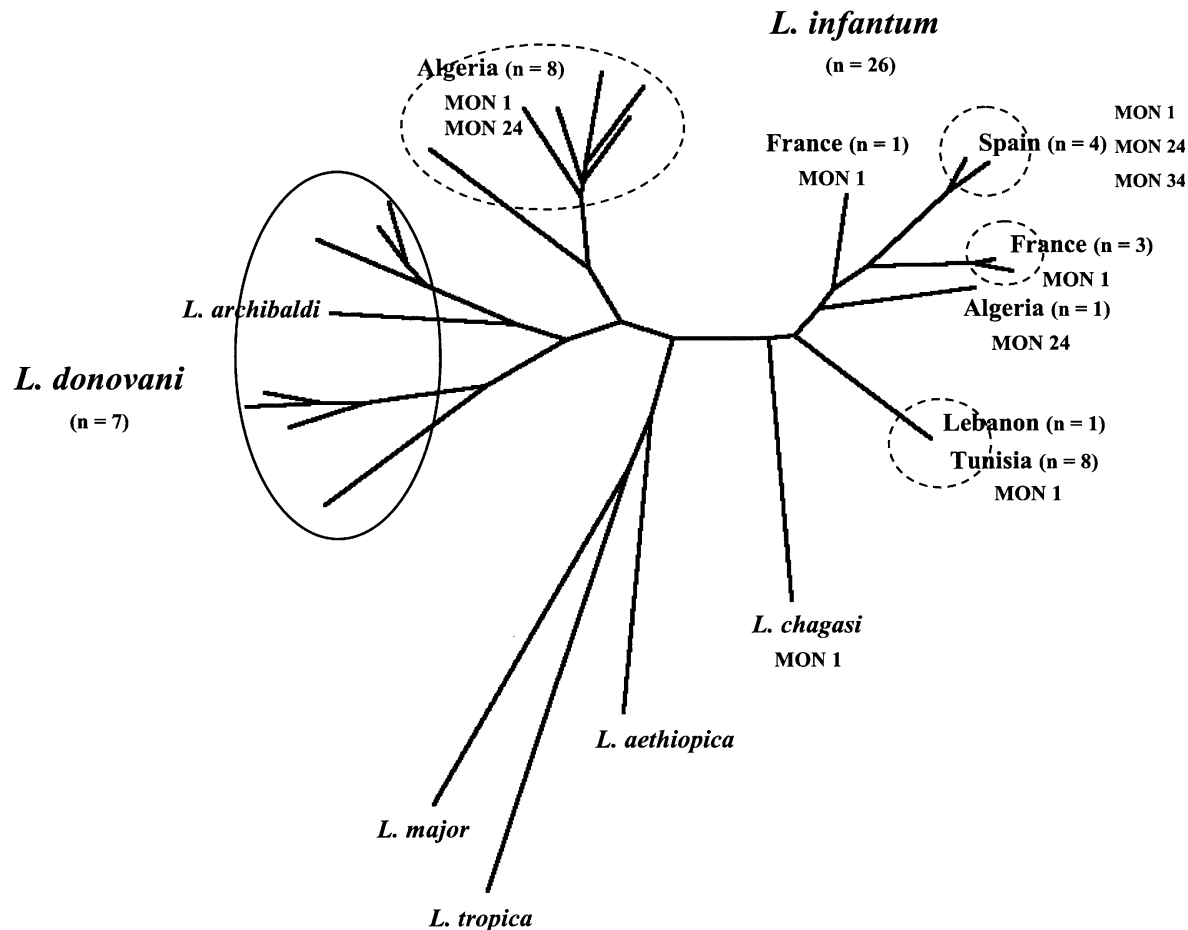 L. infantum
(n = 26)
Algeria (n = 8)
MON 1
MON 24
France (n = 1)
MON 1
Spain (n = 4)
MON 1
MON 24
MON 34
France (n = 3)
MON 1
Algeria (n = 1)
MON 24
L. archibaldi
L. donovani
(n = 7)
Lebanon (n = 1)
Tunisia (n = 8)
MON 1
L. chagasi
MON 1
L. aethiopica
L. major
L. tropica